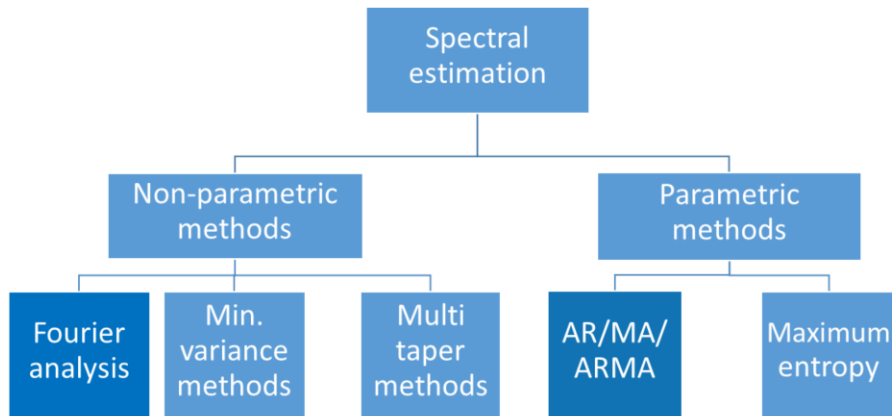 Spectral
estimation
Non-parametric
methods
Parametric
methods
Fourier
analysis
Min.
variance
methods
Multi
taper
methods
AR/MA/
ARMA
Maximum
entropy